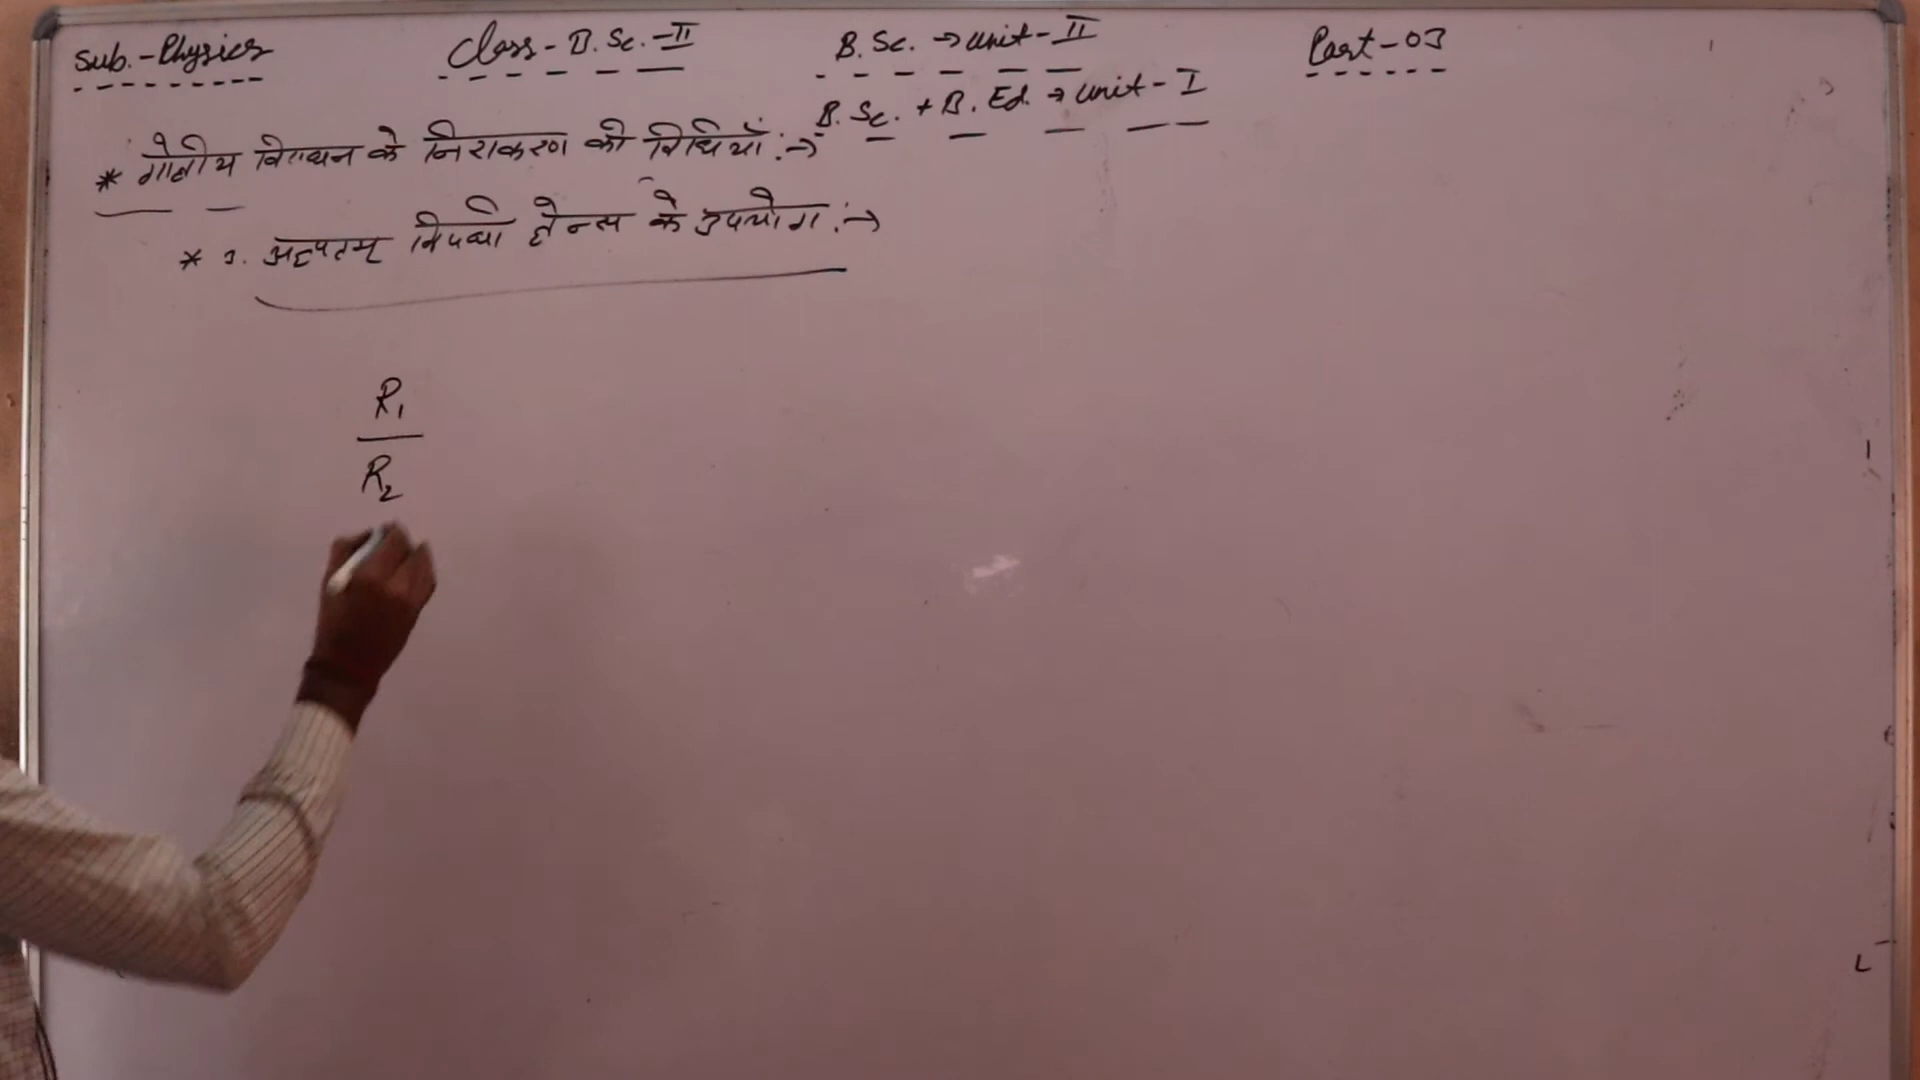 Sub.-Physics Class-B.Sc.-II B.Sc. → unit-II Part-03
B.Sc. + B.Ed. → unit-I
* गोलीय विपथन के निराकरण की विधियाँ :→
* 1. अल्पतम विपथी लेन्स के उपयोग :→
R₁
R₂